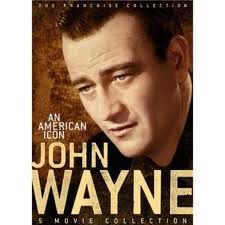 THE FRANCHISE COLLECTION
AN
AMERICAN
ICON
JOHN
WAYNE
5 MOVIE COLLECTION